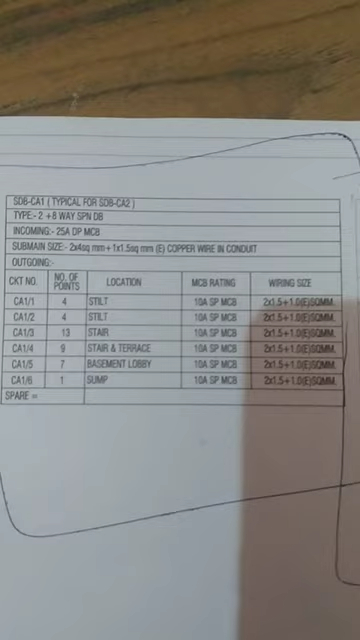 SDB-CA1 ( TYPICAL FOR SDB-CA2 )
TYPE:- 2 +8 WAY SPN DB
INCOMING:- 25A DP MCB
SUBMAIN SIZE:- 2x4sq mm+1x1.5sq mm (E) COPPER WIRE IN CONDUIT
OUTGOING:-
CKT NO. NO. OF POINTS LOCATION MCB RATING WIRING SIZE
CA1/1 4 STILT 10A SP MCB 2x1.5+1.0(E)SQMM.
CA1/2 4 STILT 10A SP MCB 2x1.5+1.0(E)SQMM.
CA1/3 13 STAIR 10A SP MCB 2x1.5+1.0(E)SQMM.
CA1/4 9 STAIR & TERRACE 10A SP MCB 2x1.5+1.0(E)SQMM.
CA1/5 7 BASEMENT LOBBY 10A SP MCB 2x1.5+1.0(E)SQMM.
CA1/6 1 SUMP 10A SP MCB 2x1.5+1.0(E)SQMM.
SPARE =